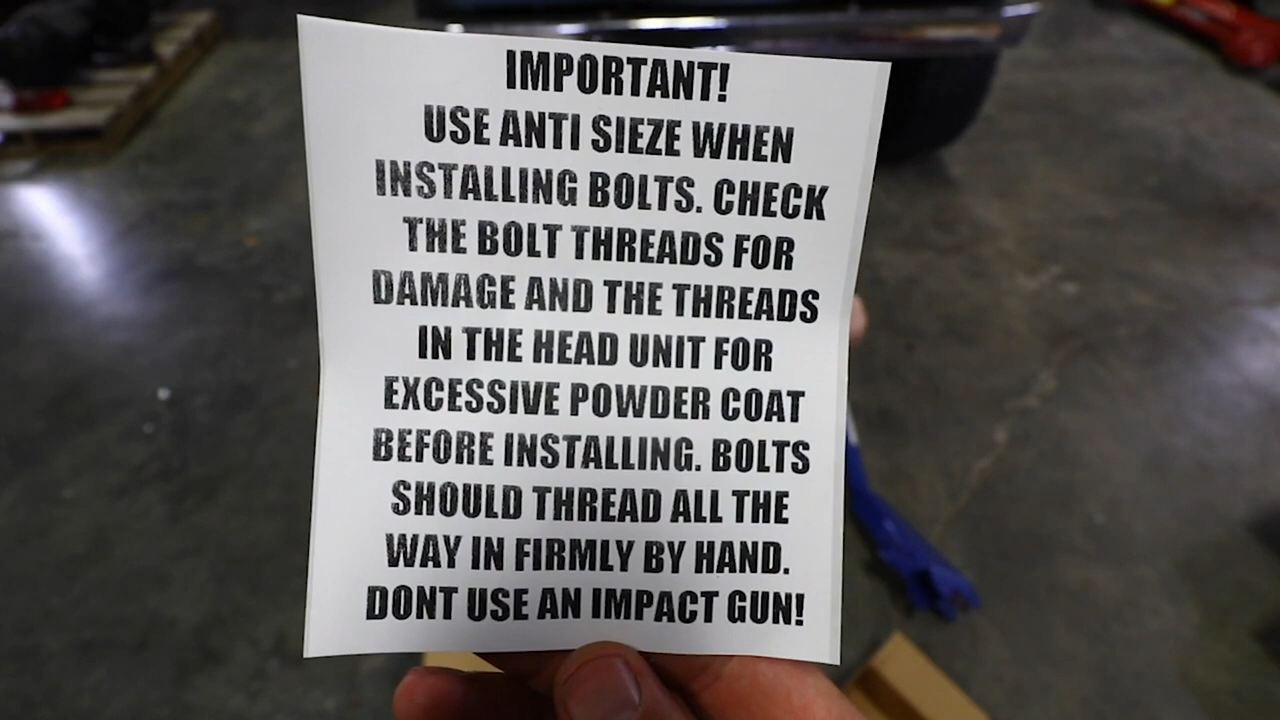 IMPORTANT!
USE ANTI SIEZE WHEN
INSTALLING BOLTS. CHECK
THE BOLT THREADS FOR
DAMAGE AND THE THREADS
IN THE HEAD UNIT FOR
EXCESSIVE POWDER COAT
BEFORE INSTALLING. BOLTS
SHOULD THREAD ALL THE
WAY IN FIRMLY BY HAND.
DONT USE AN IMPACT GUN!